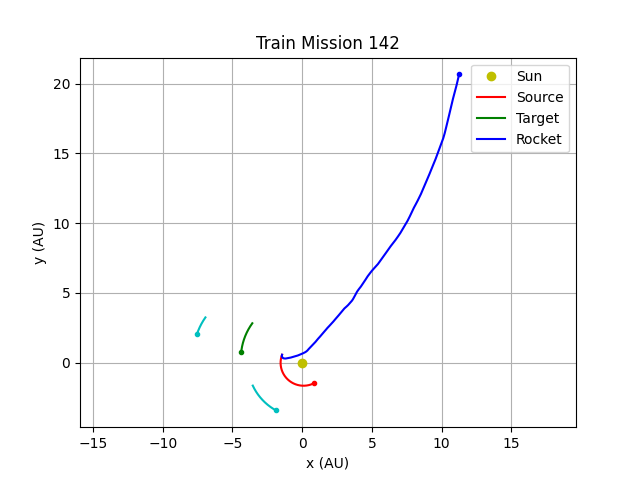 Train Mission 142
Sun
Source
Target
Rocket
20
15
10
5
0
y (AU)
−15
−10
−5
0
5
10
15
x (AU)